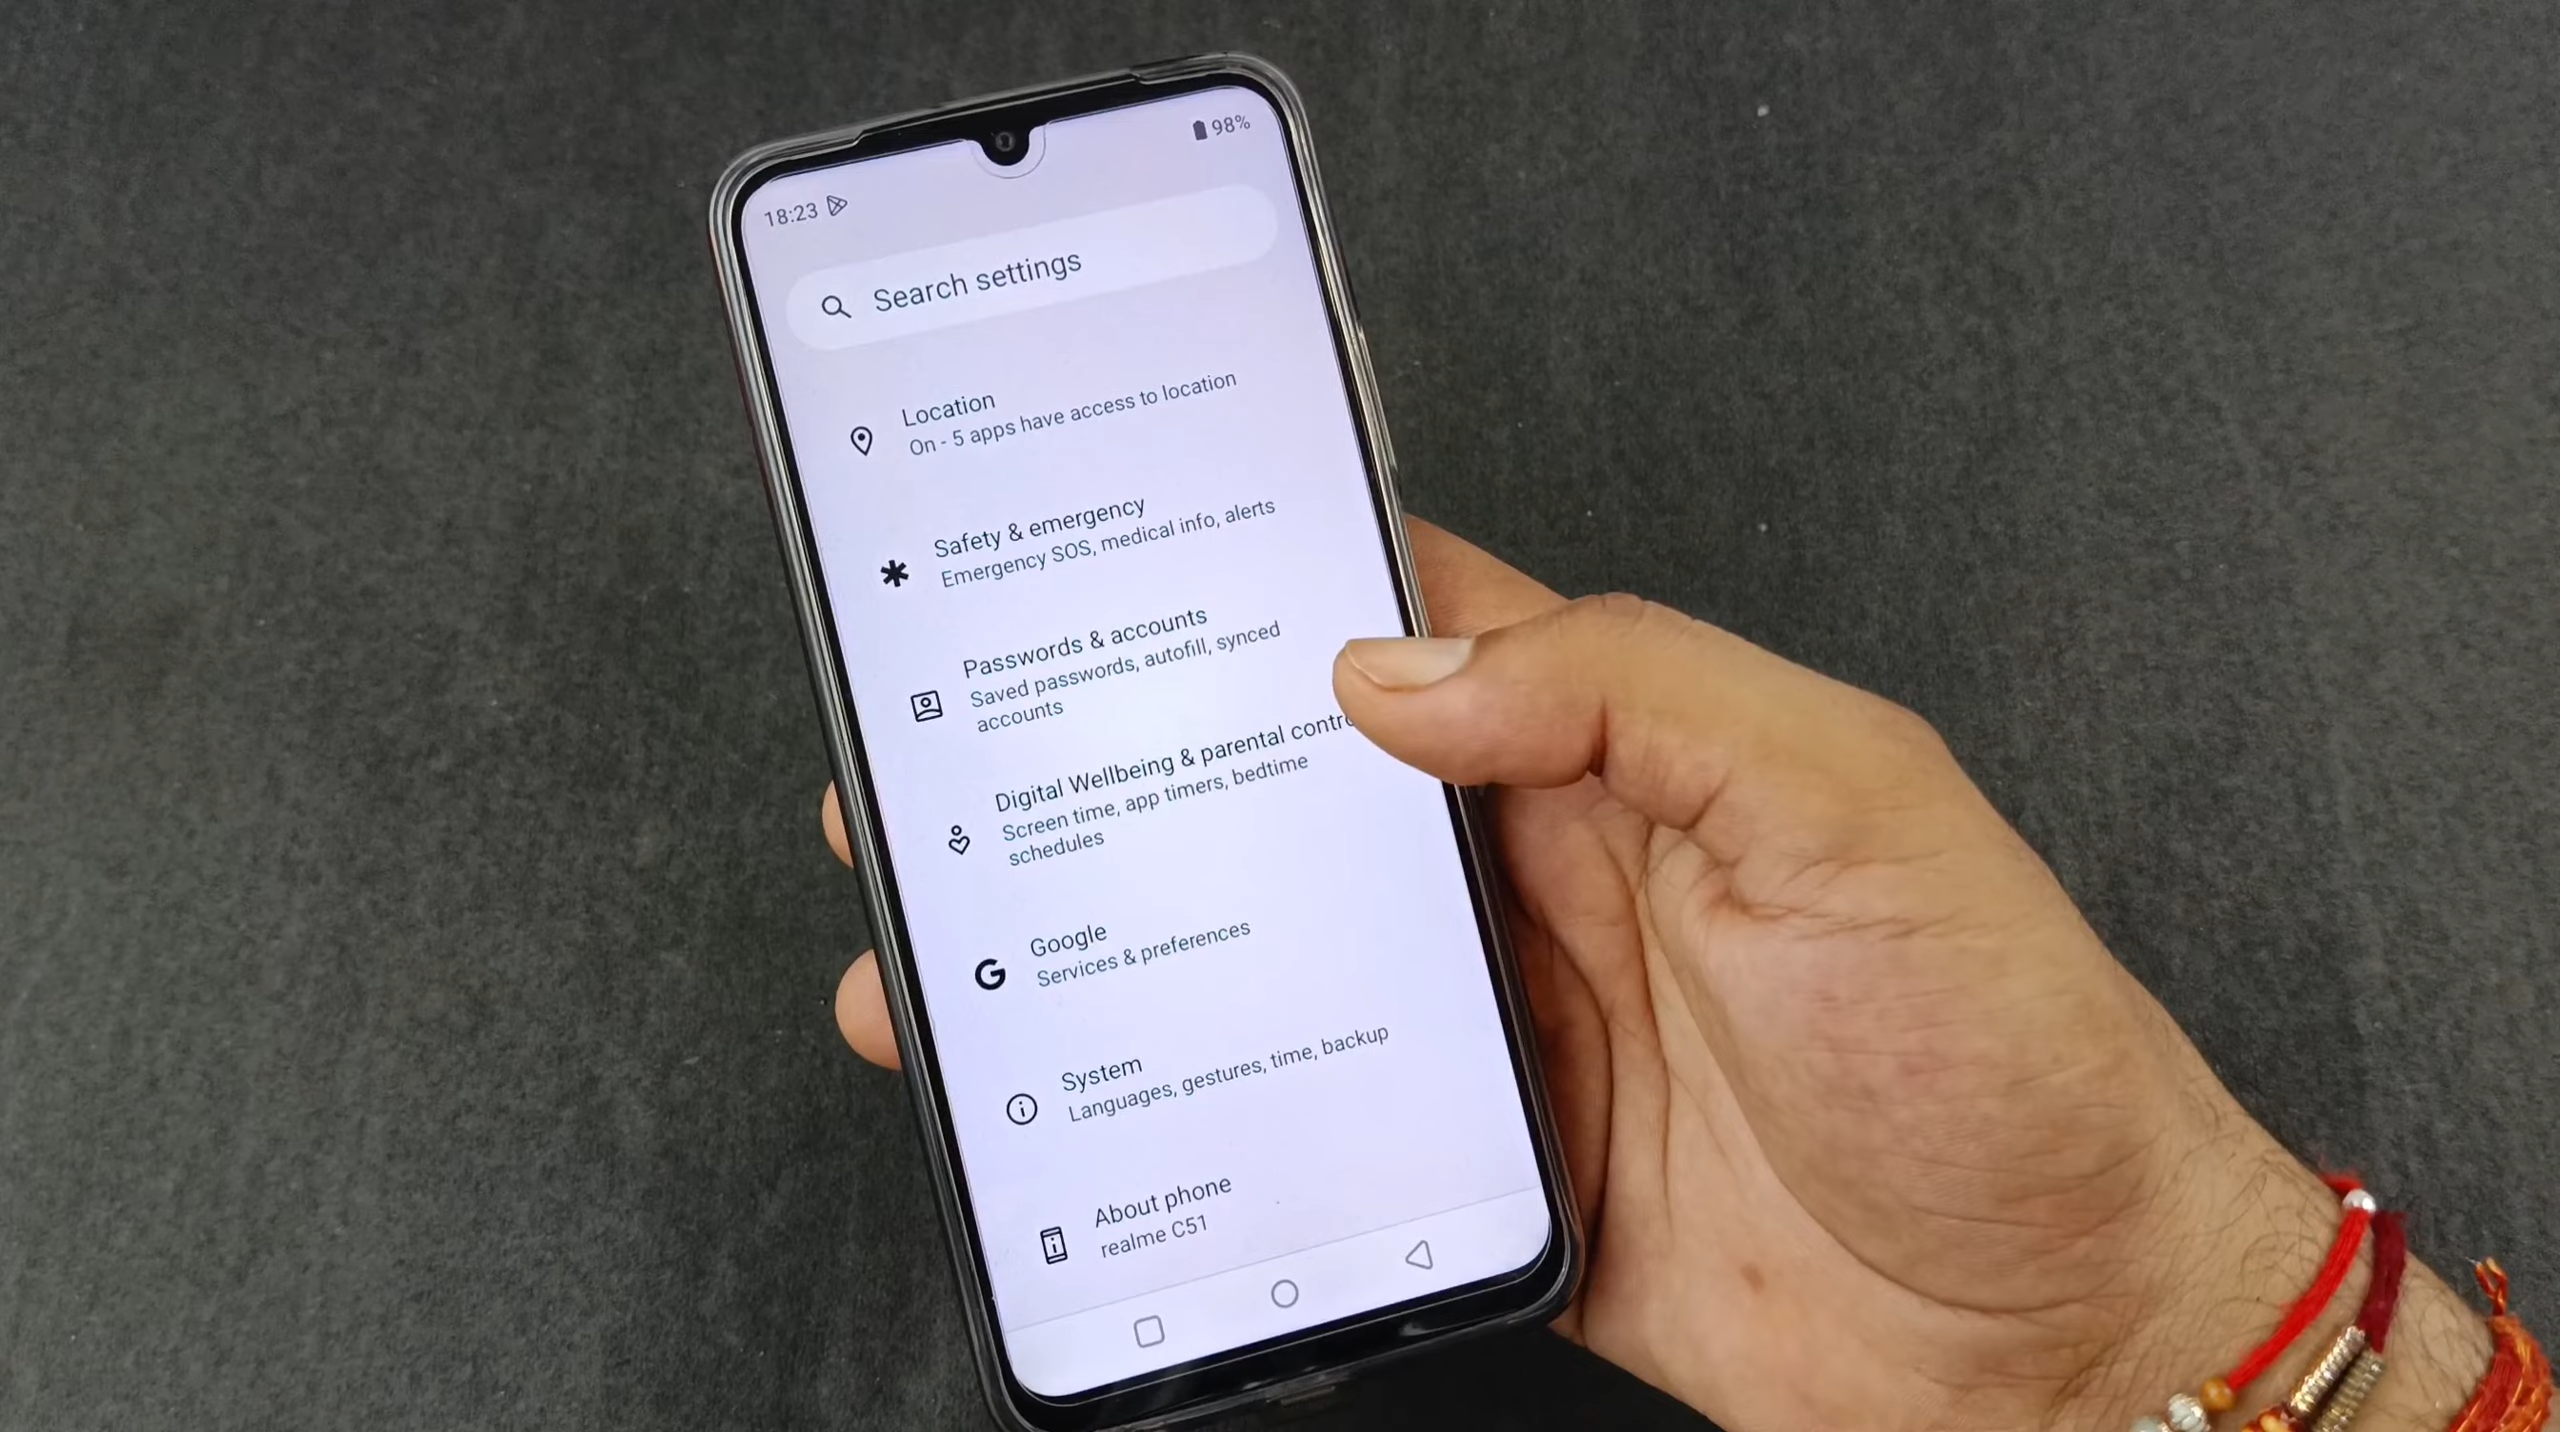 18:23
98%
Search settings
Location
On - 5 apps have access to location
Safety & emergency
Emergency SOS, medical info, alerts
Passwords & accounts
Saved passwords, autofill, synced
accounts
Digital Wellbeing & parental contro
Screen time, app timers, bedtime
schedules
Google
Services & preferences
System
Languages, gestures, time, backup
About phone
realme C51